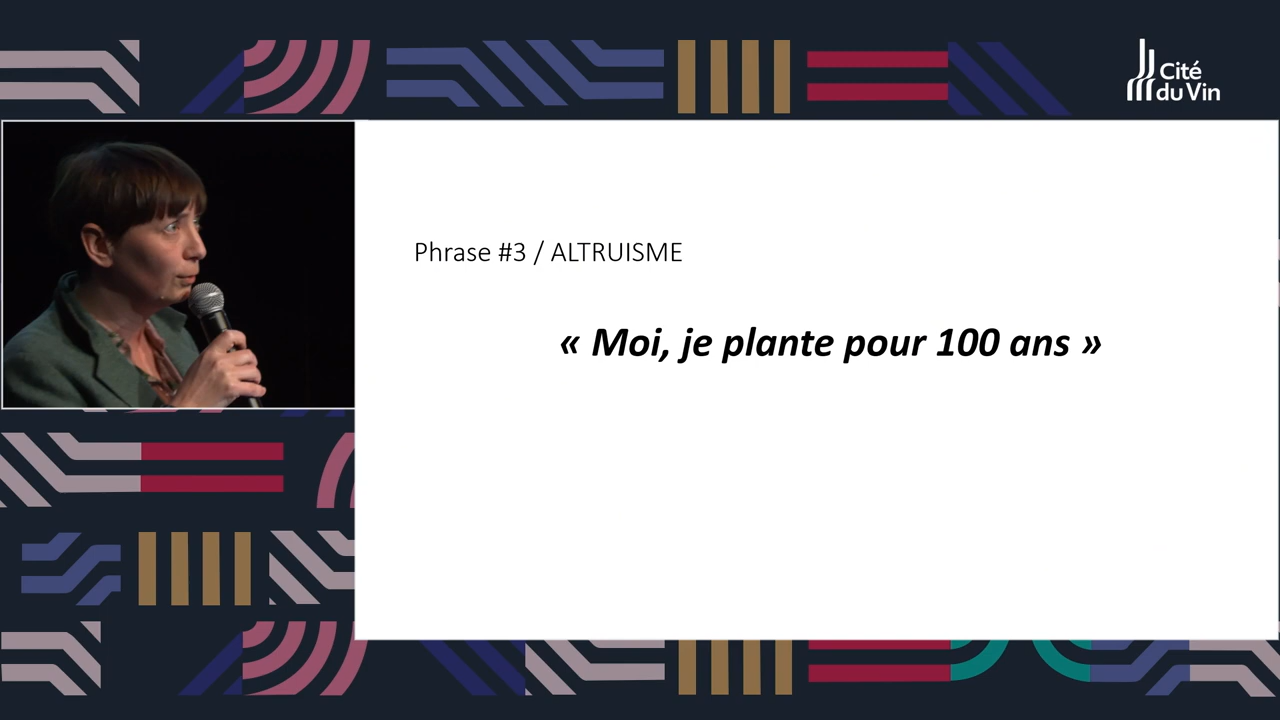 Cité
du Vin
Phrase #3 / ALTRUISME
« Moi, je plante pour 100 ans »